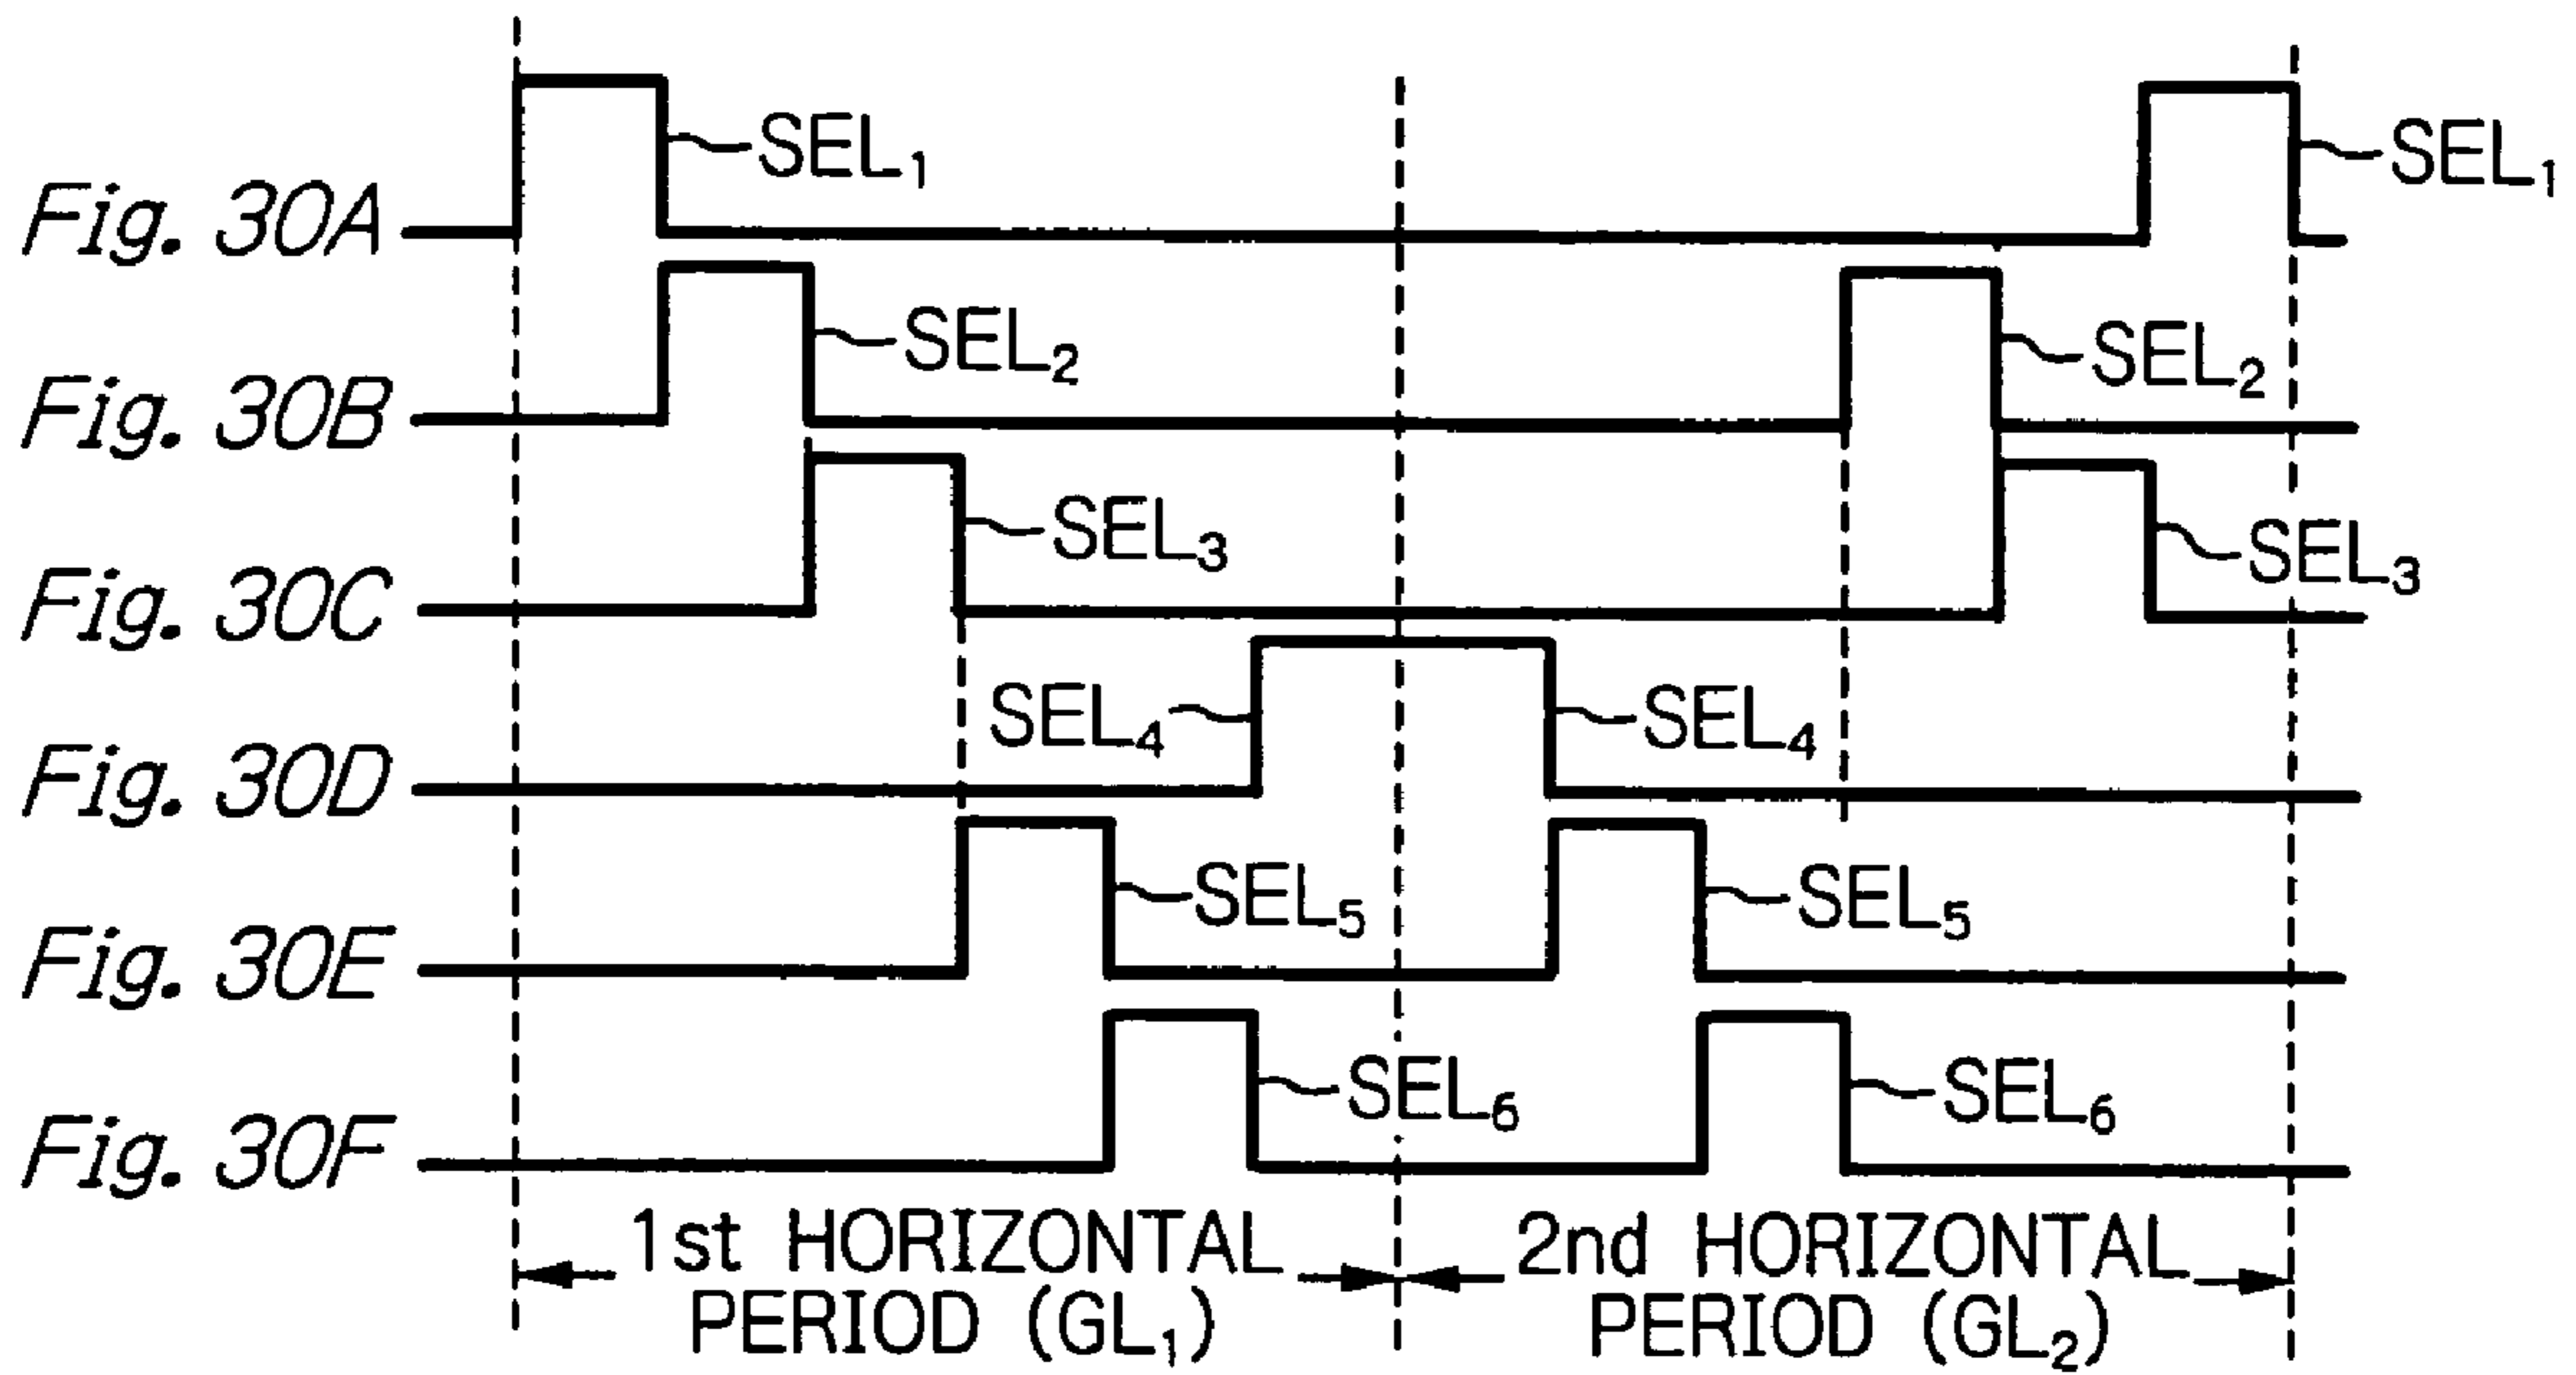 Fig. 30A SEL1 SEL1
Fig. 30B SEL2 SEL2
Fig. 30C SEL3 SEL3
Fig. 30D SEL4 SEL4
Fig. 30E SEL5 SEL5
Fig. 30F SEL6 SEL6
1st HORIZONTAL 2nd HORIZONTAL
PERIOD (GL1) PERIOD (GL2)